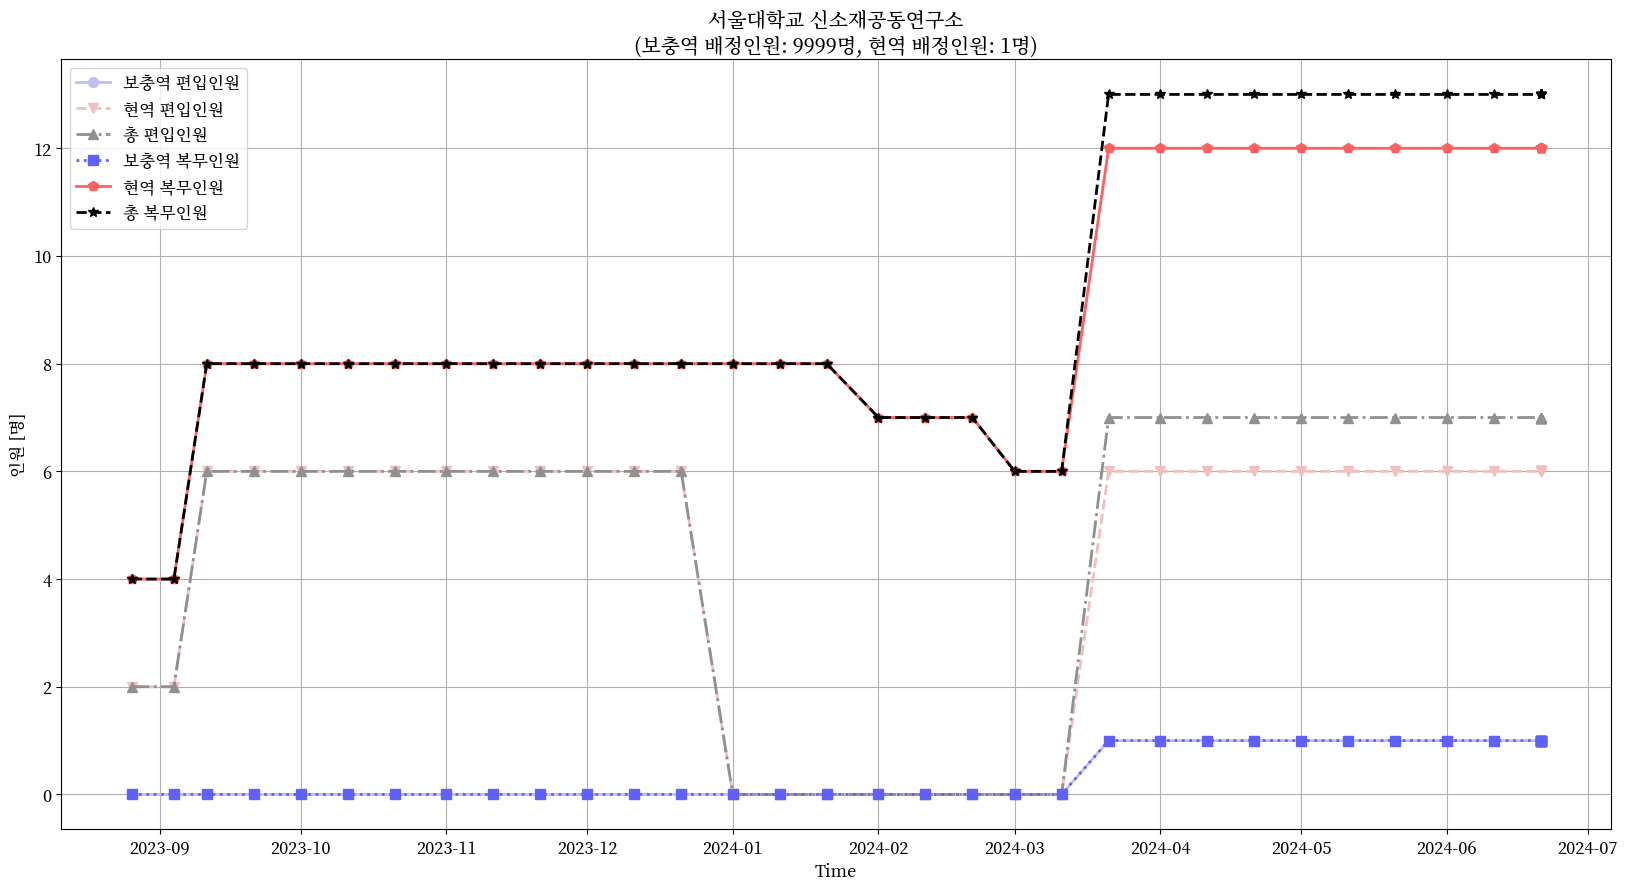 서울대학교 신소재공동연구소
(보충역 배정인원: 9999명, 현역 배정인원: 1명)
보충역 편입인원
현역 편입인원
총 편입인원
보충역 복무인원
현역 복무인원
총 복무인원
인원 [명]
12
10
8
6
4
2
0
2023-09
2023-10
2023-11
2023-12
2024-01
2024-02
2024-03
2024-04
2024-05
2024-06
2024-07
Time